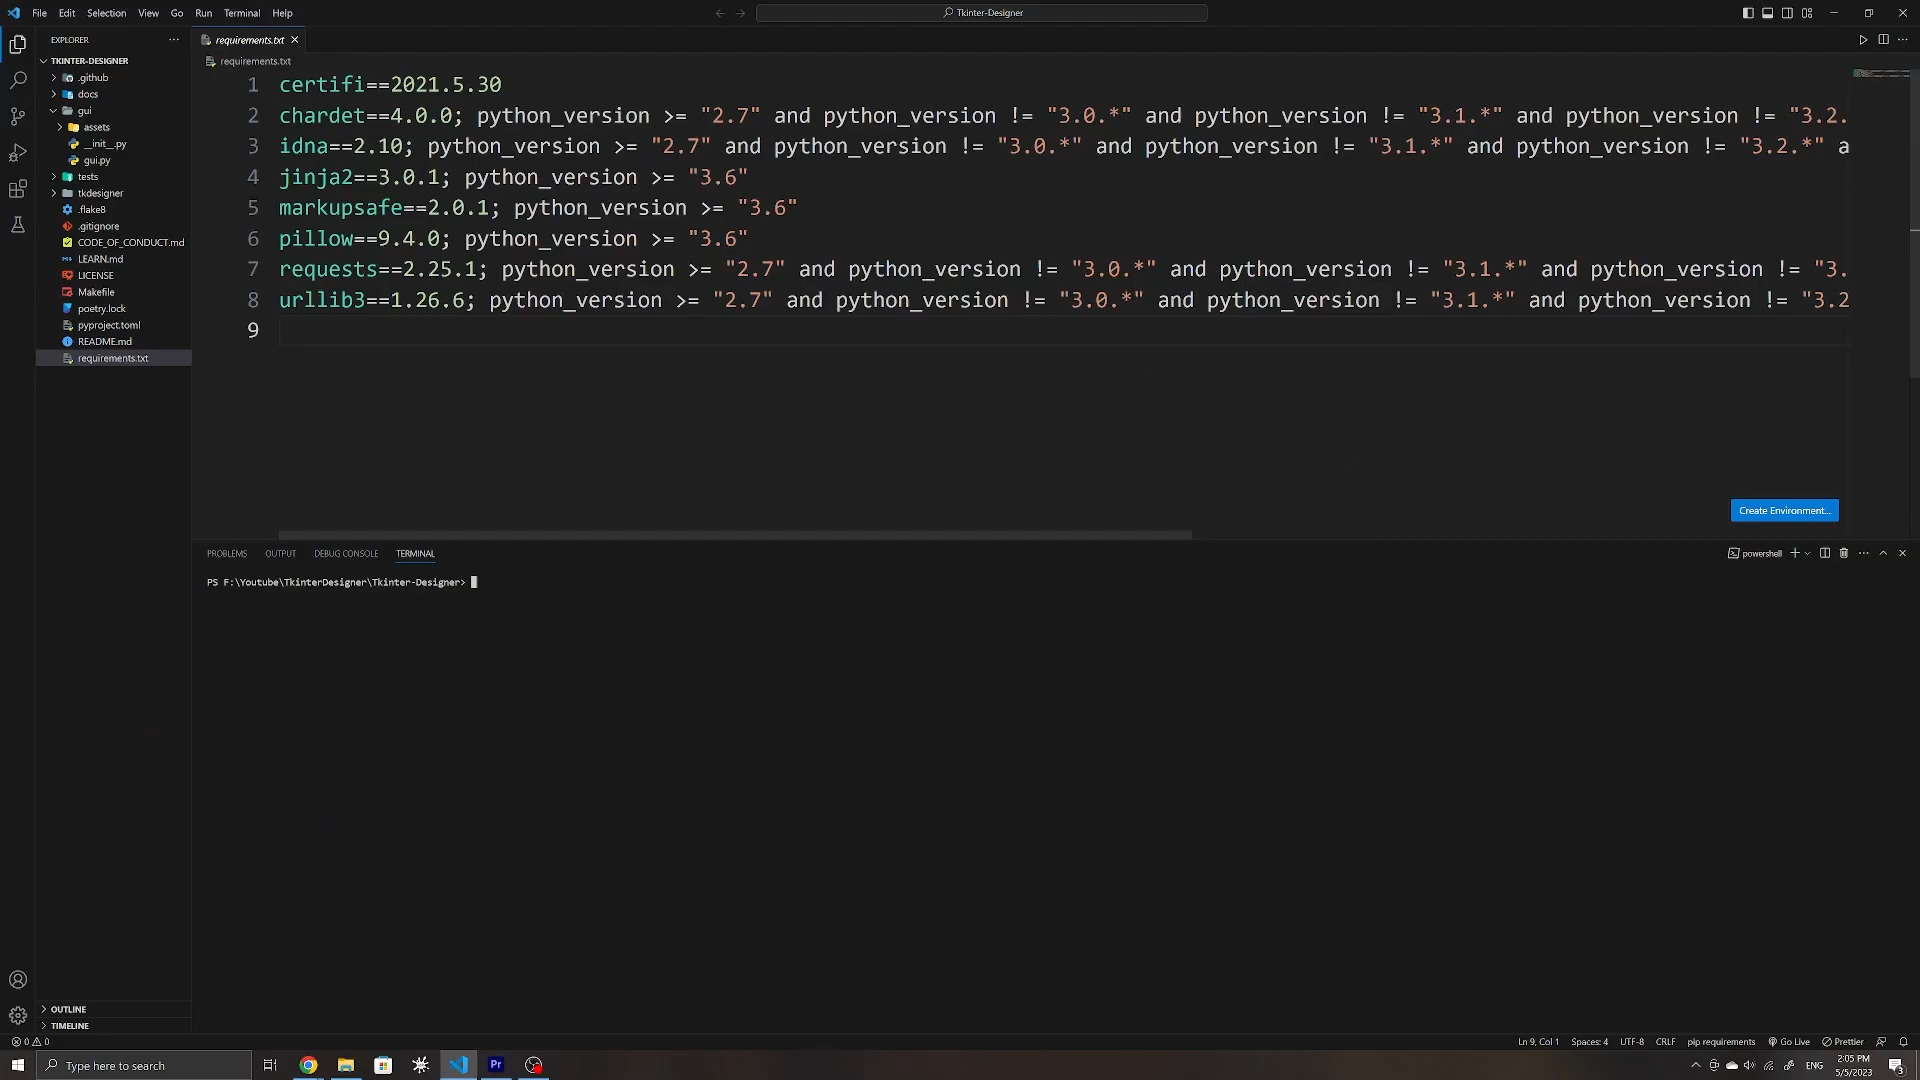 File Edit Selection View Go Run Terminal Help
Tkinter-Designer
EXPLORER
TKINTER-DESIGNER
.github
docs
gui
assets
__init__.py
gui.py
tests
tkdesigner
.flake8
.gitignore
CODE_OF_CONDUCT.md
LEARN.md
LICENSE
Makefile
poetry.lock
pyproject.toml
README.md
requirements.txt
OUTLINE
TIMELINE
requirements.txt
requirements.txt
1 certifi==2021.5.30
2 chardet==4.0.0; python_version >= "2.7" and python_version != "3.0.*" and python_version != "3.1.*" and python_version != "3.2.
3 idna==2.10; python_version >= "2.7" and python_version != "3.0.*" and python_version != "3.1.*" and python_version != "3.2.*" a
4 jinja2==3.0.1; python_version >= "3.6"
5 markupsafe==2.0.1; python_version >= "3.6"
6 pillow==9.4.0; python_version >= "3.6"
7 requests==2.25.1; python_version >= "2.7" and python_version != "3.0.*" and python_version != "3.1.*" and python_version != "3.
8 urllib3==1.26.6; python_version >= "2.7" and python_version != "3.0.*" and python_version != "3.1.*" and python_version != "3.2
9
Create Environment...
PROBLEMS OUTPUT DEBUG CONSOLE TERMINAL
powershell
PS F:\Youtube\TkinterDesigner\Tkinter-Designer>
0 0
Ln 9, Col 1 Spaces: 4 UTF-8 CRLF pip requirements Go Live Prettier
Type here to search
Pr
ENG
2:05 PM
5/5/2023
3